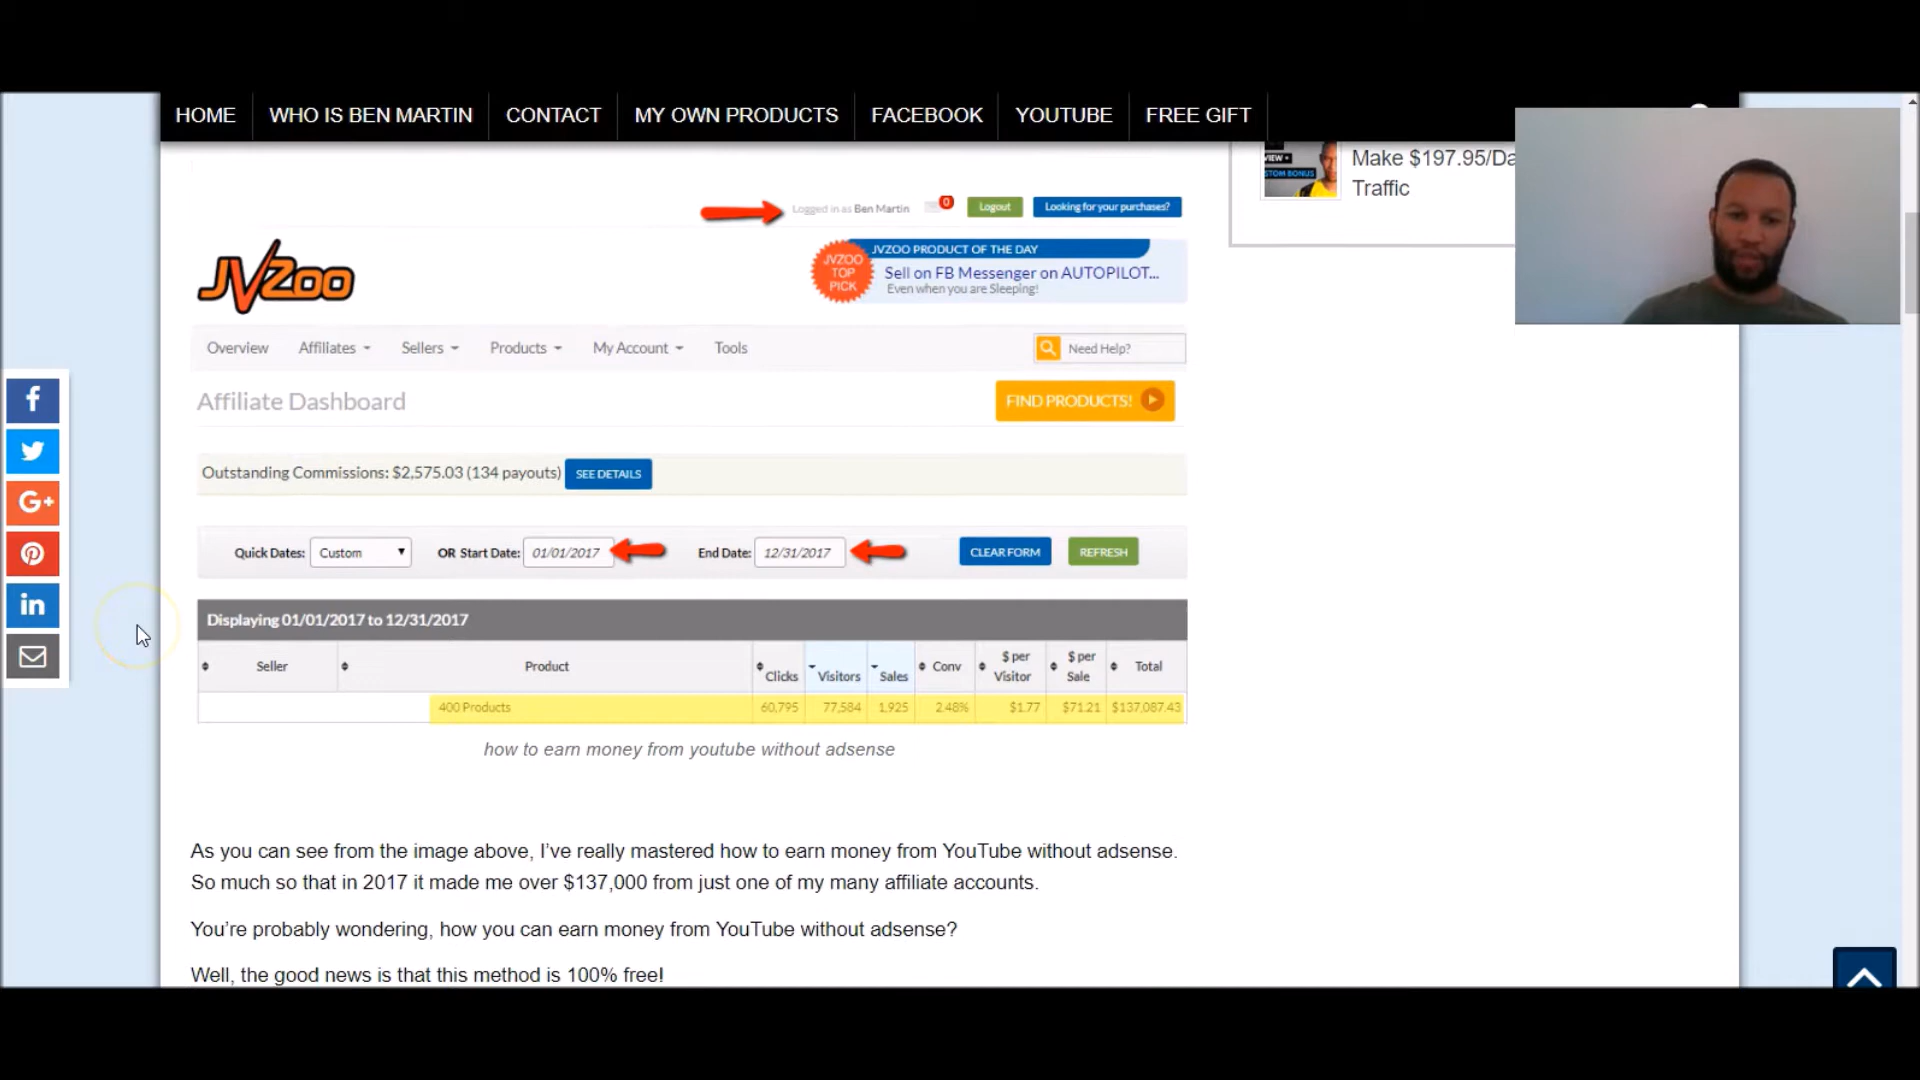 HOME WHO IS BEN MARTIN CONTACT MY OWN PRODUCTS FACEBOOK YOUTUBE FREE GIFT
VIEW +
STOM BONUS
Make $197.95/Da
Traffic
Logged in as Ben Martin 0 Logout Looking for your purchases?
JVZoo
JVZOO TOP PICK
JVZOO PRODUCT OF THE DAY
Sell on FB Messenger on AUTOPILOT...
Even when you are Sleeping!
Overview Affiliates Sellers Products My Account Tools Need Help?
Affiliate Dashboard FIND PRODUCTS!
Outstanding Commissions: $2,575.03 (134 payouts) SEE DETAILS
Quick Dates: Custom OR Start Date: 01/01/2017 End Date: 12/31/2017 CLEAR FORM REFRESH
Displaying 01/01/2017 to 12/31/2017
Seller Product Clicks Visitors Sales Conv $ per Visitor $ per Sale Total
400 Products 60,795 77,584 1,925 2.48% $1.77 $71.21 $137,087.43
how to earn money from youtube without adsense
As you can see from the image above, I've really mastered how to earn money from YouTube without adsense.
So much so that in 2017 it made me over $137,000 from just one of my many affiliate accounts.
You're probably wondering, how you can earn money from YouTube without adsense?
Well, the good news is that this method is 100% free!
f
G+
in